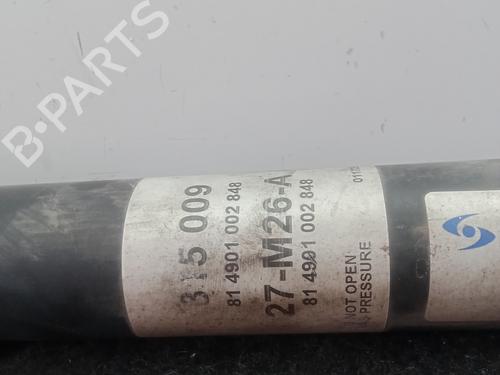 B-PARTS
315 009
81 4901 002 848
27-M26-A
81 4901 002 848
NOT OPEN
PRESSURE